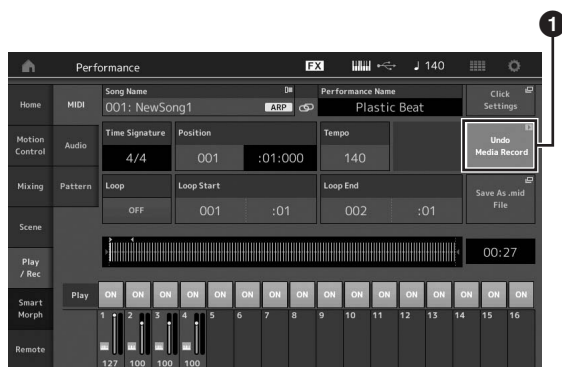 1
Performance
FX
140
Home
MIDI
Song Name
001: NewSong1
ARP
Performance Name
Plastic Beat
Click
Settings
Motion
Control
Audio
Time Signature
4/4
Position
001
:01:000
Tempo
140
Undo
Media Record
Mixing
Pattern
Loop
OFF
Loop Start
001
:01
Loop End
002
:01
Save As .mid
File
Scene
Play
/ Rec
00:27
Smart
Morph
Play
ON ON ON ON ON ON ON ON ON ON ON ON ON ON ON ON
1 2 3 4 5 6 7 8 9 10 11 12 13 14 15 16
Remote
127 100 100 100